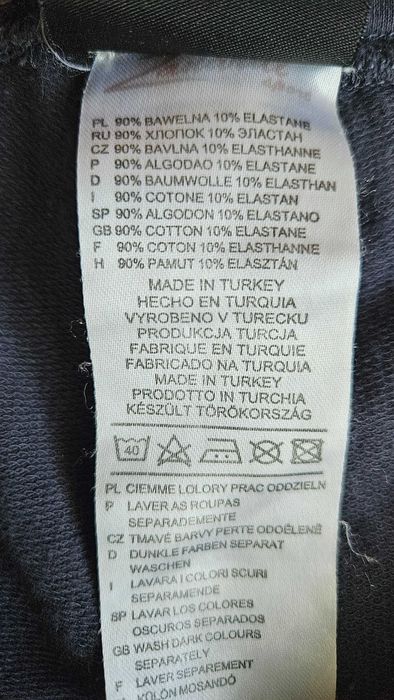 PL 90% BAWEŁNA 10% ELASTANE
RU 90% ХЛОПОК 10% ЭЛАСТАН
CZ 90% BAVLNA 10% ELASTHANNE
P 90% ALGODAO 10% ELASTANE
D 90% BAUMWOLLE 10% ELASTHAN
I 90% COTONE 10% ELASTAN
SP 90% ALGODON 10% ELASTANO
GB 90% COTTON 10% ELASTANE
F 90% COTON 10% ELASTHANNE
H 90% PAMUT 10% ELASZTÁN
MADE IN TURKEY
HECHO EN TURQUIA
VYROBENO V TURECKU
PRODUKCJA TURCJA
FABRIQUE EN TURQUIE
FABRICADO NA TURQUIA
MADE IN TURKEY
PRODOTTO IN TURCHIA
KÉSZÜLT TÖRÖKORSZÁG
40
PL CIEMME LOLORY PRAC ODDZIELN
P LAVER AS ROUPAS
SEPARADEMENTE
CZ TMAVÉ BARVY PERTE ODOĚLENĚ
D DUNKLE FARBEN SEPARAT
WASCHEN
I LAVARA I COLORI SCURI
SEPARAMENDE
SP LAVAR LOS COLORES
OSCUROS SEPARADOS
GB WASH DARK COLOURS
SEPARATELY
F LAVER SEPAREMENT
KOLÖN MOSANDÓ